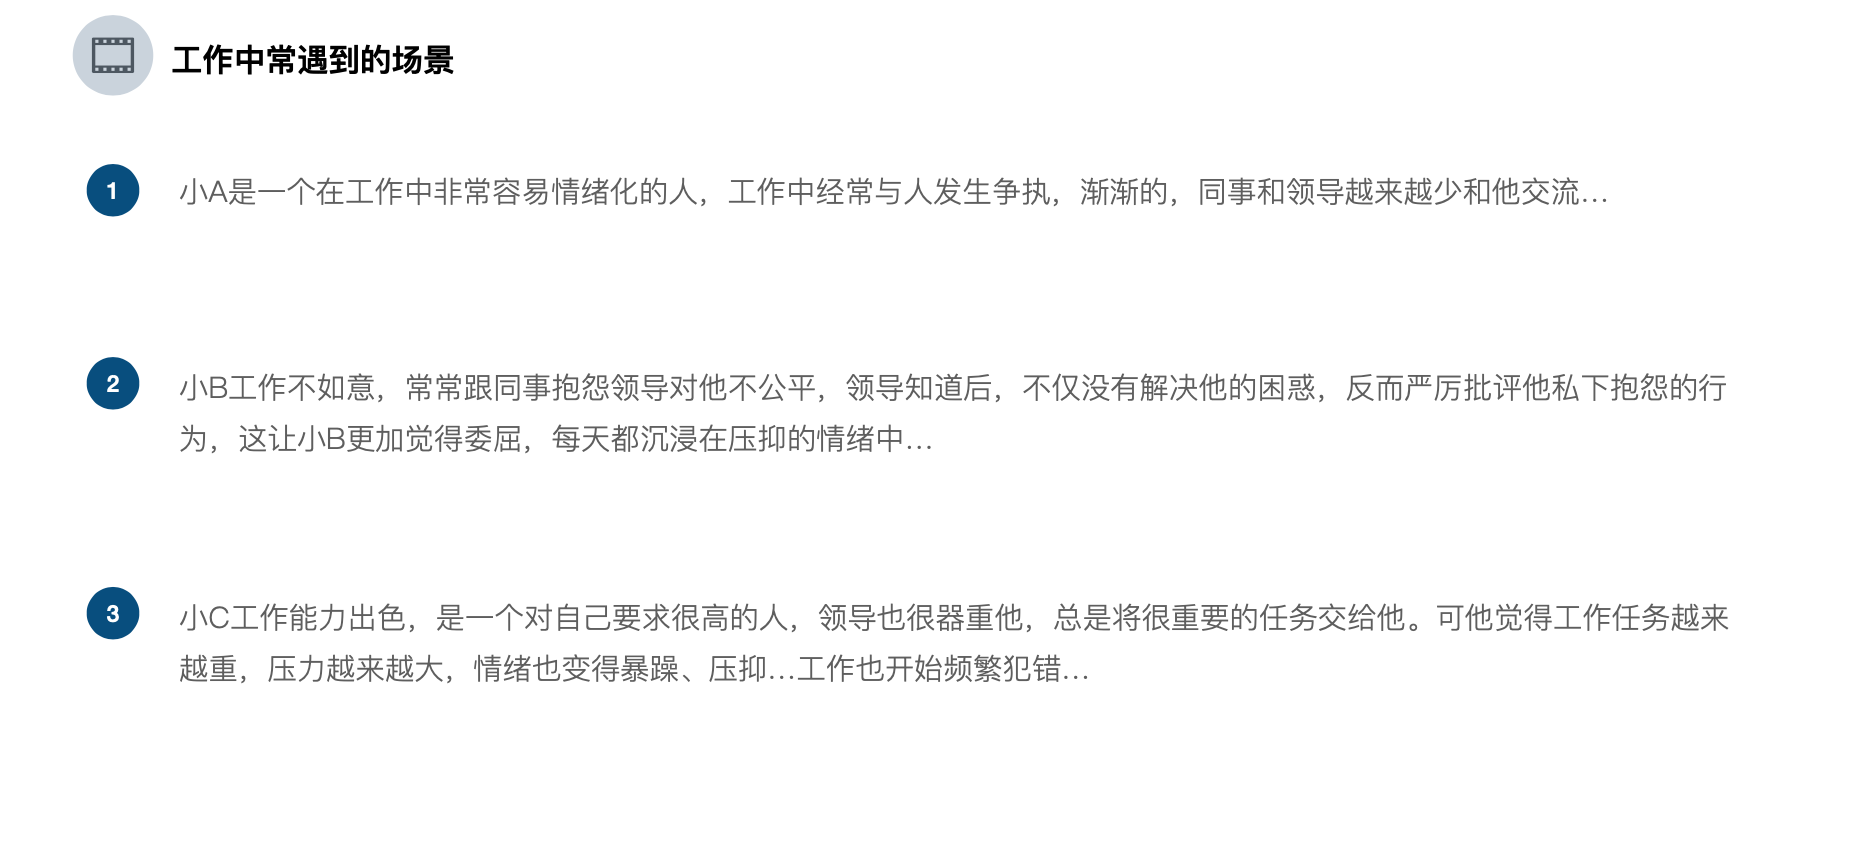 工作中常遇到的场景
1
小A是一个在工作中非常容易情绪化的人，工作中经常与人发生争执，渐渐的，同事和领导越来越少和他交流…
2
小B工作不如意，常常跟同事抱怨领导对他不公平，领导知道后，不仅没有解决他的困惑，反而严厉批评他私下抱怨的行
为，这让小B更加觉得委屈，每天都沉浸在压抑的情绪中…
3
小C工作能力出色，是一个对自己要求很高的人，领导也很器重他，总是将很重要的任务交给他。可他觉得工作任务越来
越重，压力越来越大，情绪也变得暴躁、压抑…工作也开始频繁犯错…